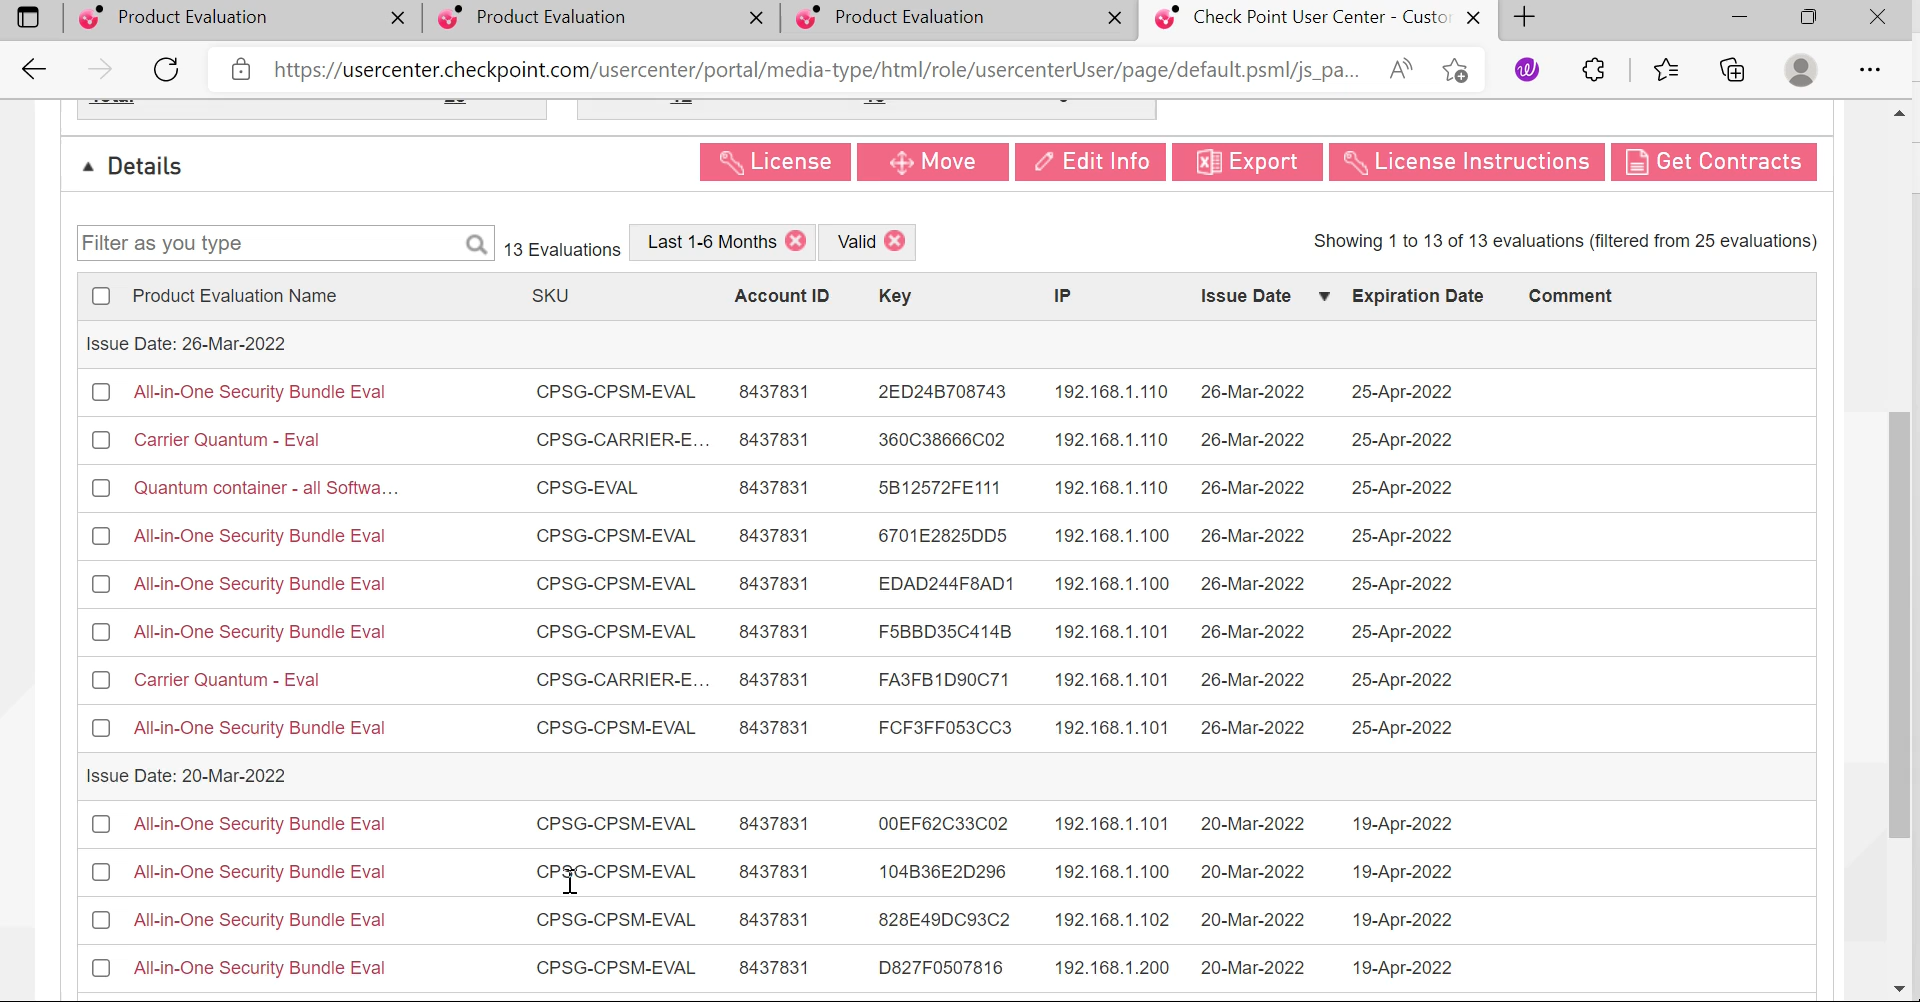 Product Evaluation
Product Evaluation
Product Evaluation
Check Point User Center - Custo
https://usercenter.checkpoint.com/usercenter/portal/media-type/html/role/usercenterUser/page/default.psml/js_pa...
Details
License
Move
Edit Info
Export
License Instructions
Get Contracts
Filter as you type
13 Evaluations
Last 1-6 Months
Valid
Showing 1 to 13 of 13 evaluations (filtered from 25 evaluations)
Product Evaluation Name SKU Account ID Key IP Issue Date Expiration Date Comment
Issue Date: 26-Mar-2022
All-in-One Security Bundle Eval CPSG-CPSM-EVAL 8437831 2ED24B708743 192.168.1.110 26-Mar-2022 25-Apr-2022
Carrier Quantum - Eval CPSG-CARRIER-E... 8437831 360C38666C02 192.168.1.110 26-Mar-2022 25-Apr-2022
Quantum container - all Softwa... CPSG-EVAL 8437831 5B12572FE111 192.168.1.110 26-Mar-2022 25-Apr-2022
All-in-One Security Bundle Eval CPSG-CPSM-EVAL 8437831 6701E2825DD5 192.168.1.100 26-Mar-2022 25-Apr-2022
All-in-One Security Bundle Eval CPSG-CPSM-EVAL 8437831 EDAD244F8AD1 192.168.1.100 26-Mar-2022 25-Apr-2022
All-in-One Security Bundle Eval CPSG-CPSM-EVAL 8437831 F5BBD35C414B 192.168.1.101 26-Mar-2022 25-Apr-2022
Carrier Quantum - Eval CPSG-CARRIER-E... 8437831 FA3FB1D90C71 192.168.1.101 26-Mar-2022 25-Apr-2022
All-in-One Security Bundle Eval CPSG-CPSM-EVAL 8437831 FCF3FF053CC3 192.168.1.101 26-Mar-2022 25-Apr-2022
Issue Date: 20-Mar-2022
All-in-One Security Bundle Eval CPSG-CPSM-EVAL 8437831 00EF62C33C02 192.168.1.101 20-Mar-2022 19-Apr-2022
All-in-One Security Bundle Eval CPSG-CPSM-EVAL 8437831 104B36E2D296 192.168.1.100 20-Mar-2022 19-Apr-2022
All-in-One Security Bundle Eval CPSG-CPSM-EVAL 8437831 828E49DC93C2 192.168.1.102 20-Mar-2022 19-Apr-2022
All-in-One Security Bundle Eval CPSG-CPSM-EVAL 8437831 D827F0507816 192.168.1.200 20-Mar-2022 19-Apr-2022